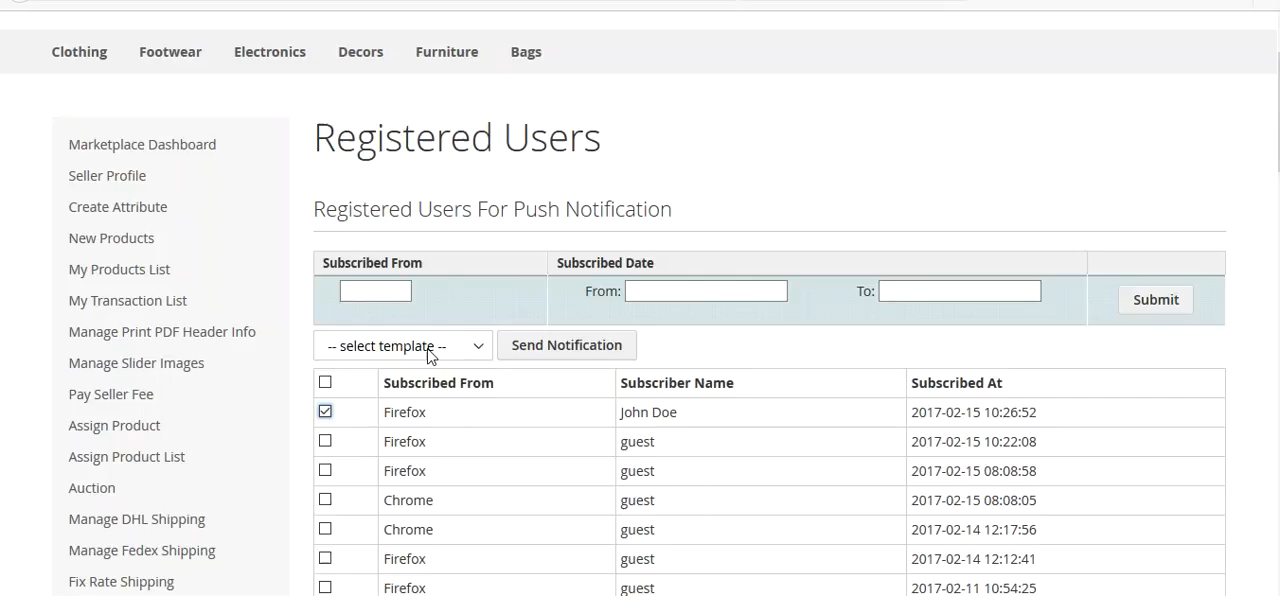 Clothing Footwear Electronics Decors Furniture Bags
Marketplace Dashboard
Seller Profile
Create Attribute
New Products
My Products List
My Transaction List
Manage Print PDF Header Info
Manage Slider Images
Pay Seller Fee
Assign Product
Assign Product List
Auction
Manage DHL Shipping
Manage Fedex Shipping
Fix Rate Shipping
Registered Users
Registered Users For Push Notification
Subscribed From Subscribed Date
From: To: Submit
-- select template -- Send Notification
Subscribed From Subscriber Name Subscribed At
Firefox John Doe 2017-02-15 10:26:52
Firefox guest 2017-02-15 10:22:08
Firefox guest 2017-02-15 08:08:58
Chrome guest 2017-02-15 08:08:05
Chrome guest 2017-02-14 12:17:56
Firefox guest 2017-02-14 12:12:41
Firefox guest 2017-02-11 10:54:25